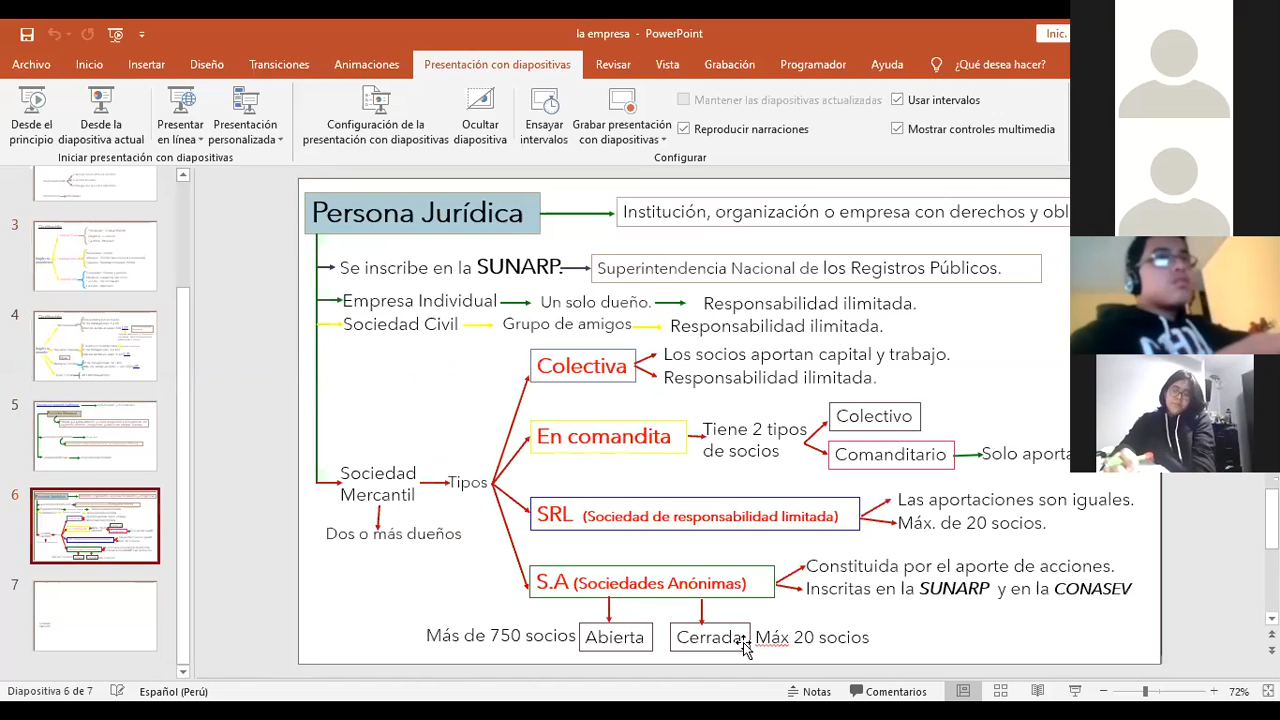 la empresa - PowerPoint
Inic.
Archivo Inicio Insertar Diseño Transiciones Animaciones Presentación con diapositivas Revisar Vista Grabación Programador Ayuda ¿Qué desea hacer?
Desde el principio
Desde la diapositiva actual
Presentar en línea
Presentación personalizada
Configuración de la presentación con diapositivas
Ocultar diapositiva
Ensayar intervalos
Grabar presentación con diapositivas
Mantener las diapositivas actualizadas
Usar intervalos
Reproducir narraciones
Mostrar controles multimedia
Iniciar presentación con diapositivas
Configurar
3
4
5
6
7
Persona Jurídica
Institución, organización o empresa con derechos y obl
Se inscribe en la SUNARP.
Superintendencia Nacional de los Registros Públicos.
Empresa Individual Un solo dueño. Responsabilidad ilimitada.
Sociedad Civil Grupo de amigos Responsabilidad ilimitada.
Colectiva
Los socios aportan capital y trabajo.
Responsabilidad ilimitada.
En comandita
Tiene 2 tipos
de socios
Colectivo
Comanditario
Solo aporta
Sociedad
Mercantil
Tipos
Dos o más dueños
SRL (Sociedad de responsabilidad limitada)
Las aportaciones son iguales.
Máx. de 20 socios.
S.A (Sociedades Anónimas)
Constituida por el aporte de acciones.
Inscritas en la SUNARP y en la CONASEV
Más de 750 socios Abierta Cerrada Máx 20 socios
Diapositiva 6 de 7 Español (Perú) Notas Comentarios 72%